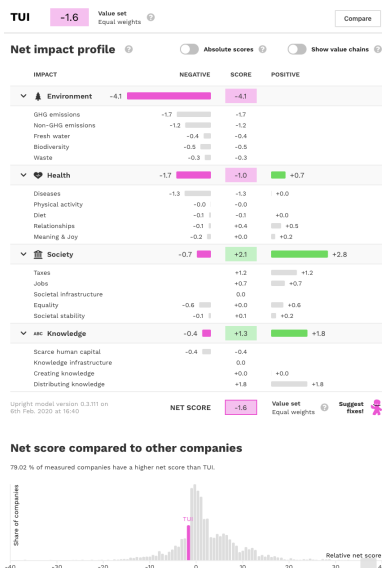 TUI -1.6 Value set Equal weights ? Compare
Net impact profile ? Absolute scores ? Show value chains ?
IMPACT NEGATIVE SCORE POSITIVE
Environment -4.1 -4.1
GHG emissions -1.7 -1.7
Non-GHG emissions -1.2 -1.2
Fresh water -0.4 -0.4
Biodiversity -0.5 -0.5
Waste -0.3 -0.3
Health -1.7 -1.0 +0.7
Diseases -1.3 -1.3 +0.0
Physical activity -0.0 -0.0
Diet -0.1 -0.1 +0.0
Relationships -0.1 +0.4 +0.5
Meaning & Joy -0.2 +0.0 +0.2
Society -0.7 +2.1 +2.8
Taxes +1.2 +1.2
Jobs +0.7 +0.7
Societal infrastructure 0.0
Equality -0.6 +0.0 +0.6
Societal stability -0.1 +0.1 +0.2
ABC Knowledge -0.4 +1.3 +1.8
Scarce human capital -0.4 -0.4
Knowledge infrastructure 0.0
Creating knowledge +0.0 +0.0
Distributing knowledge +1.8 +1.8
Upright model version 0.3.111 on
6th Feb, 2020 at 19:40
NET SCORE -1.6 Value set Equal weights ? Suggest fixes!
Net score compared to other companies
79.02 % of measured companies have a higher net score than TUI.
Share of companies
TUI
Relative net score
-40 -30 -20 -10 0 10 20 30 4